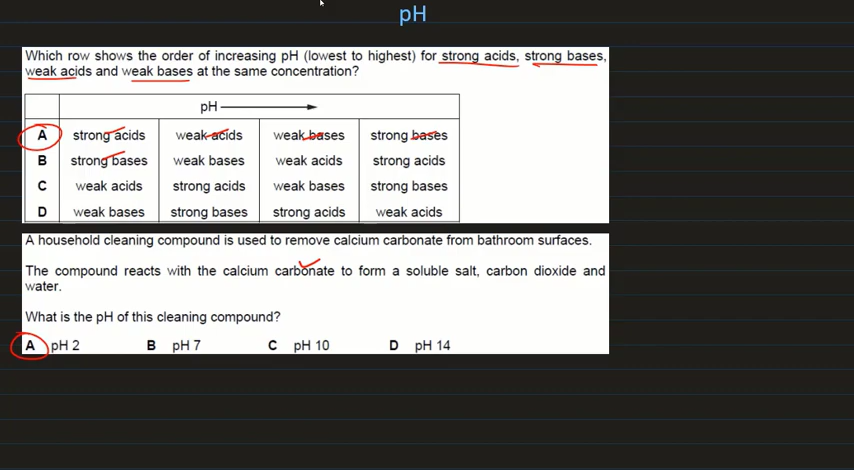 pH
Which row shows the order of increasing pH (lowest to highest) for strong acids, strong bases,
weak acids and weak bases at the same concentration?
pH
A strong acids weak acids weak bases strong bases
B strong bases weak bases weak acids strong acids
C weak acids strong acids weak bases strong bases
D weak bases strong bases strong acids weak acids
A household cleaning compound is used to remove calcium carbonate from bathroom surfaces.
The compound reacts with the calcium carbonate to form a soluble salt, carbon dioxide and
water.
What is the pH of this cleaning compound?
A pH 2 B pH 7 C pH 10 D pH 14